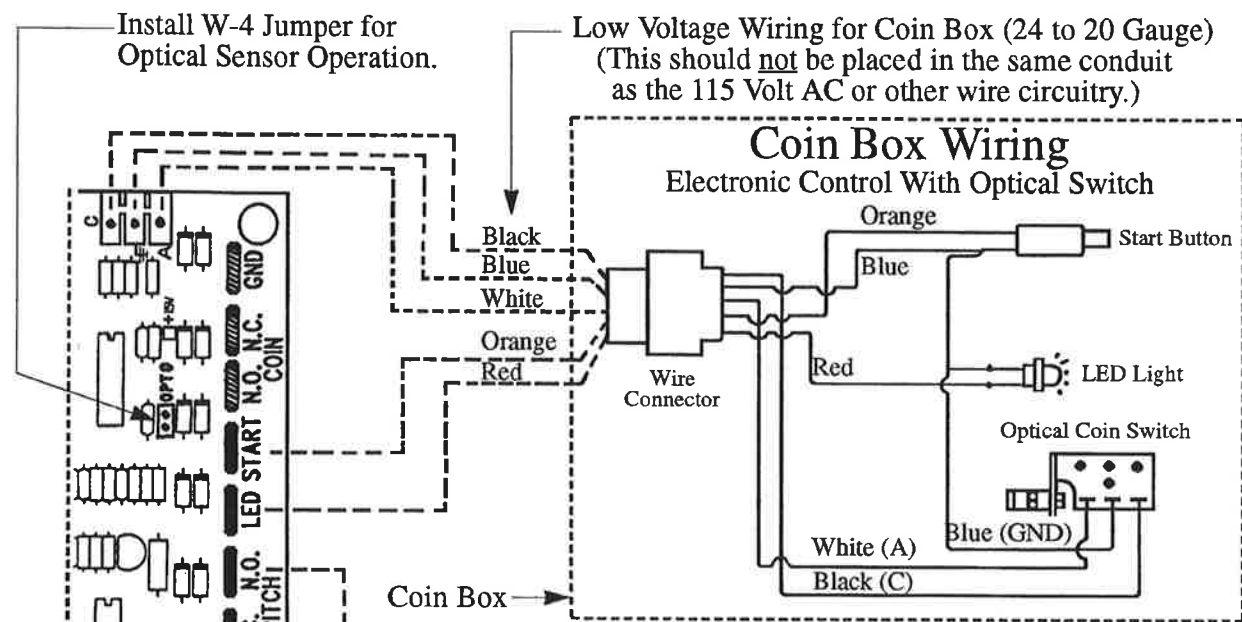 Install W-4 Jumper for
Optical Sensor Operation.
Low Voltage Wiring for Coin Box (24 to 20 Gauge)
(This should not be placed in the same conduit
as the 115 Volt AC or other wire circuitry.)
Coin Box Wiring
Electronic Control With Optical Switch
Orange
Start Button
Blue
Black
Blue
White
Orange
Red
Wire
Connector
Red
LED Light
Optical Coin Switch
Blue (GND)
White (A)
Black (C)
Coin Box
C
E
A
GND
+15V
N.C.
COIN
N.O.
OPTO
START
LED
N.O.